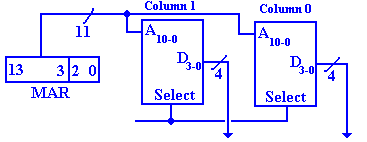 Column 1
Column 0
11
A10-0
A10-0
D3-0
D3-0
4
4
13 3 2 0
MAR
Select
Select